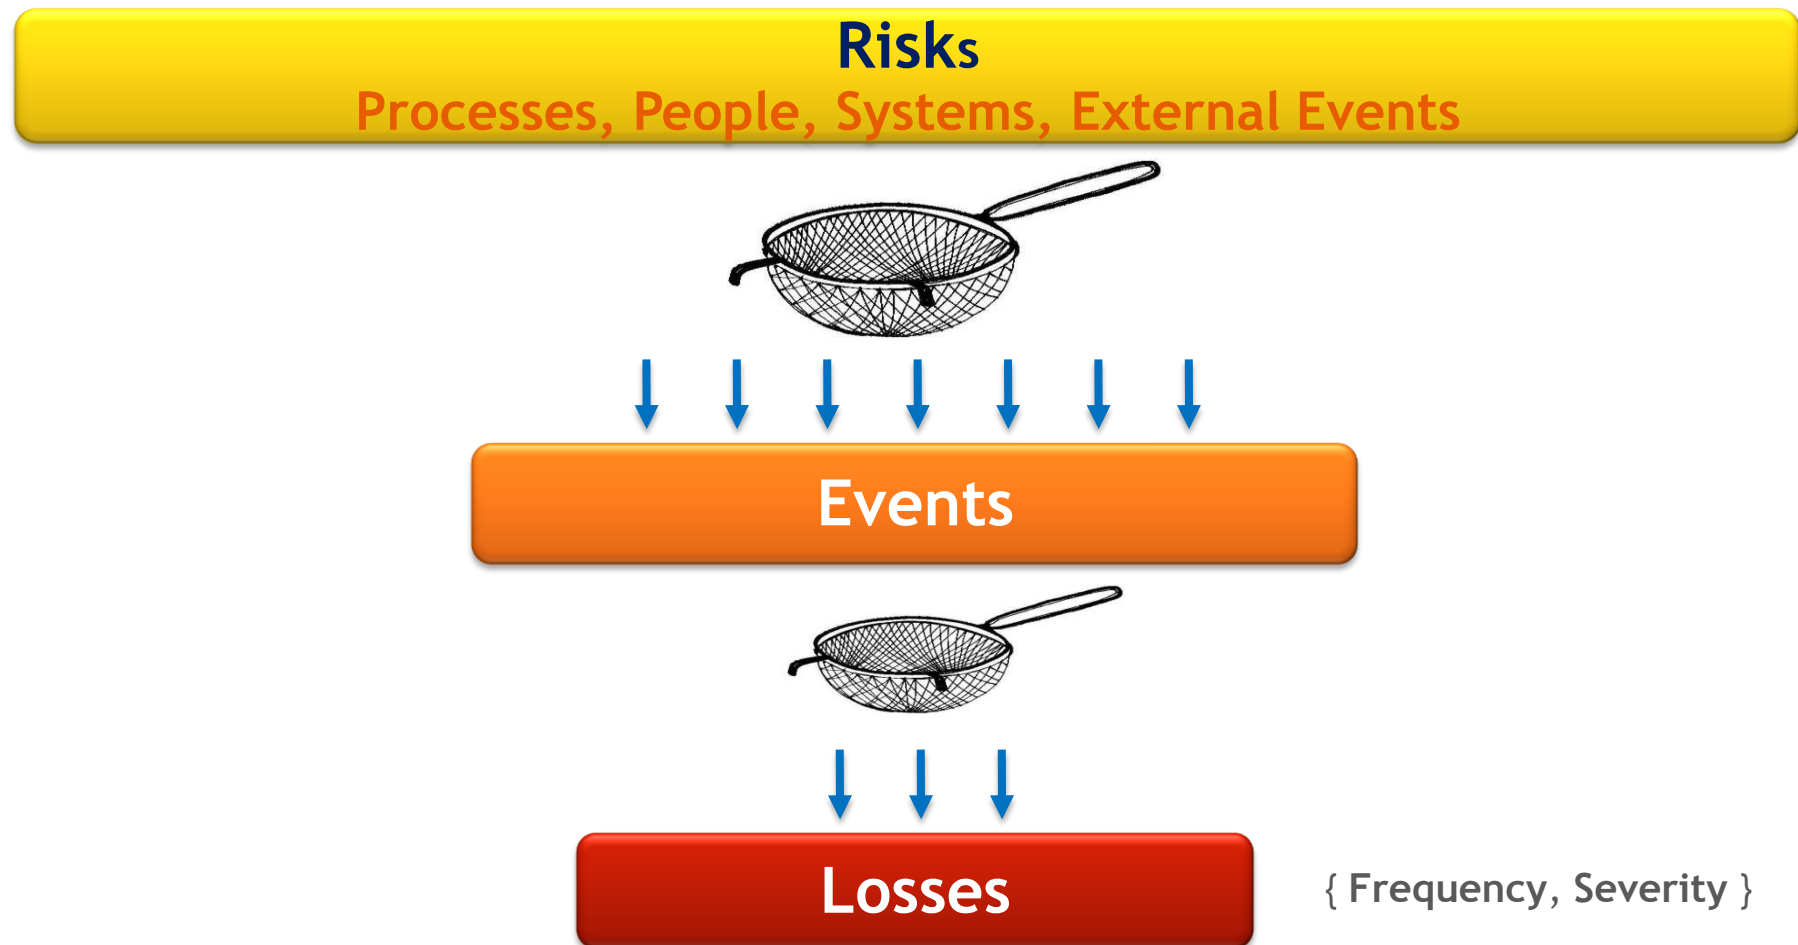 Risks
Processes, People, Systems, External Events
Events
Losses
{ Frequency, Severity }